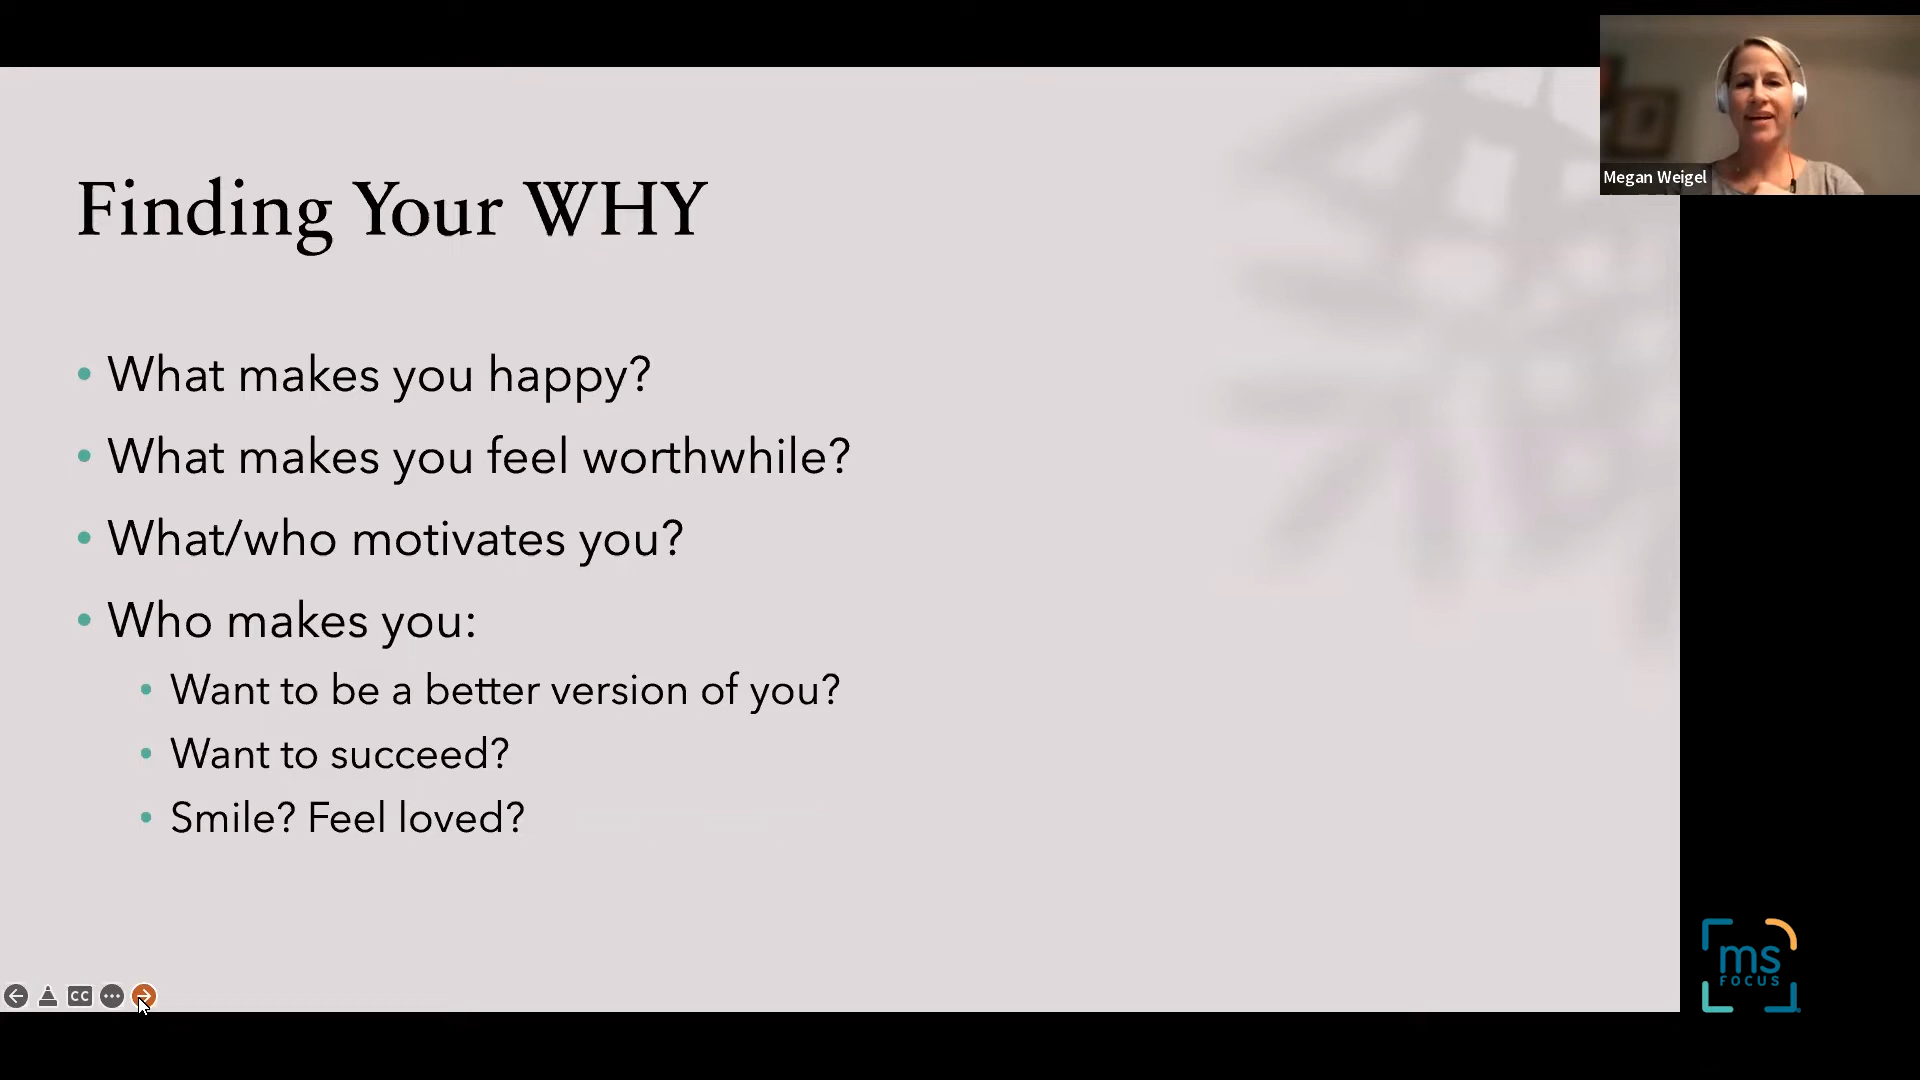 Megan Weigel
Finding Your WHY
What makes you happy?
What makes you feel worthwhile?
What/who motivates you?
Who makes you:
Want to be a better version of you?
Want to succeed?
Smile? Feel loved?
CC
ms
FOCUS